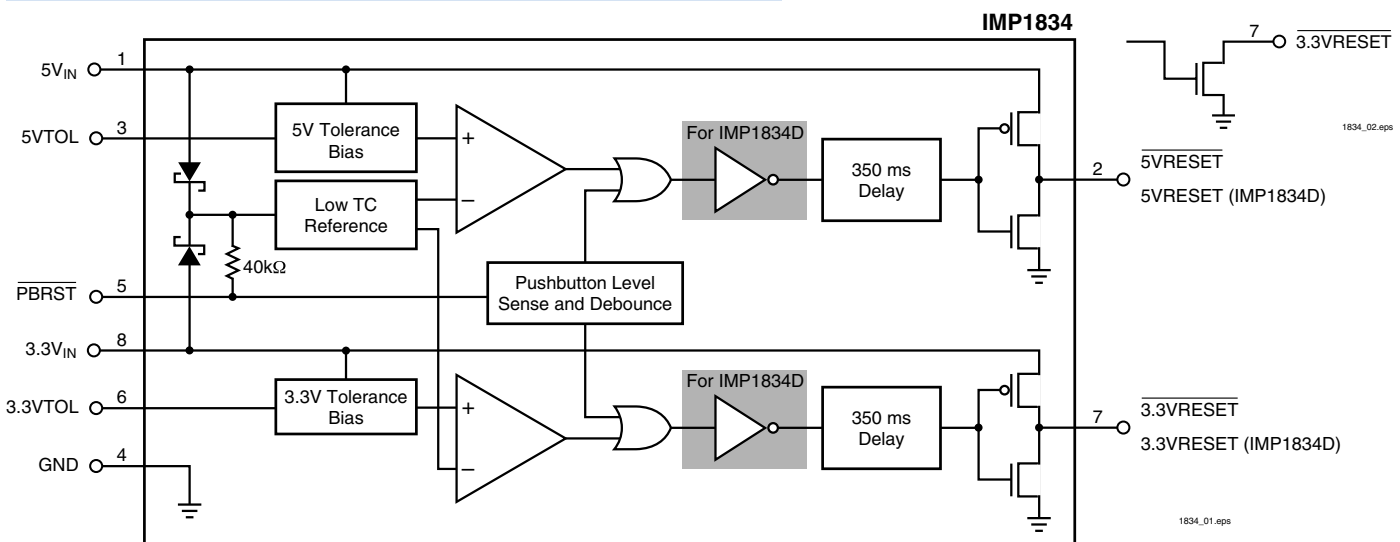 IMP1834
1
5V_IN
3
5VTOL
5V Tolerance
Bias
+
−
Low TC
Reference
40kΩ
For IMP1834D
350 ms
Delay
2
5VRESET
5VRESET (IMP1834D)
7
3.3VRESET
1834_02.eps
5
PBRST
Pushbutton Level
Sense and Debounce
8
3.3V_IN
6
3.3VTOL
3.3V Tolerance
Bias
+
−
For IMP1834D
350 ms
Delay
7
3.3VRESET
3.3VRESET (IMP1834D)
4
GND
1834_01.eps